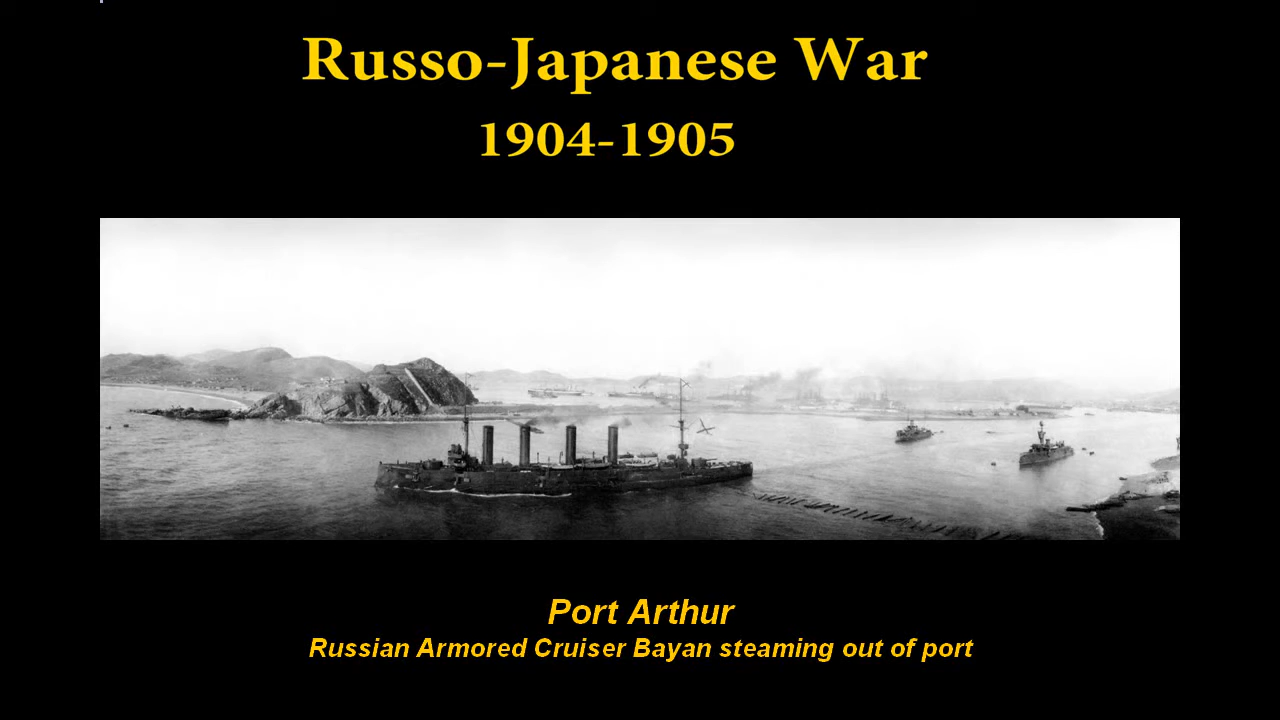 Russo-Japanese War
1904-1905
Port Arthur
Russian Armored Cruiser Bayan steaming out of port